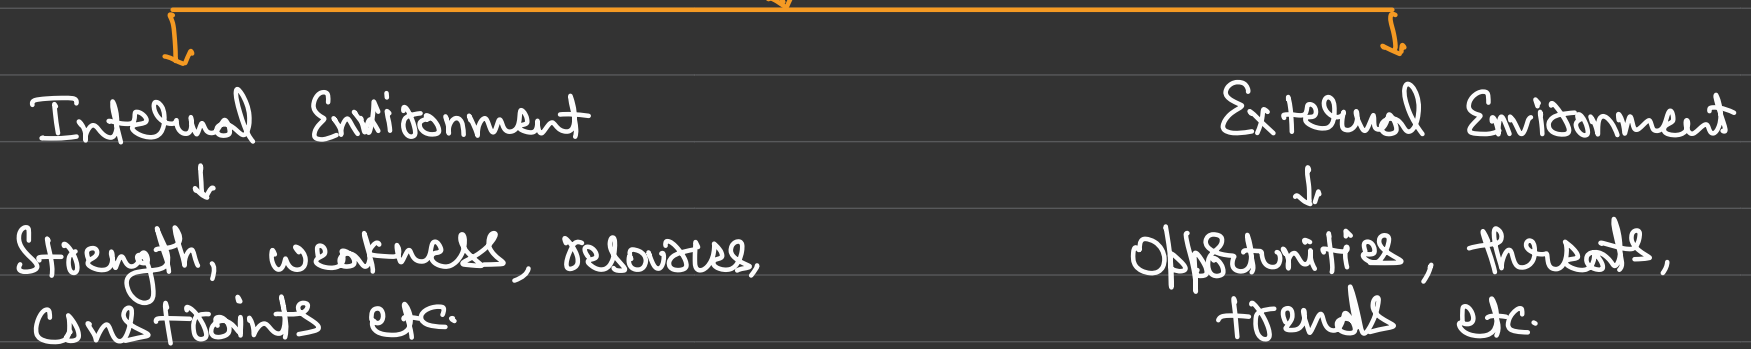 Internal Environment
External Environment
↓
↓
Strength, weakness, resources,
constraints etc.
Opportunities, threats,
trends etc.